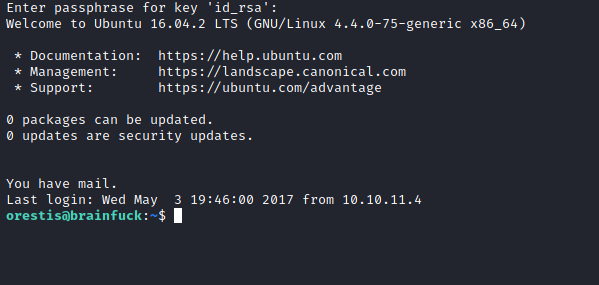 Enter passphrase for key 'id_rsa':
Welcome to Ubuntu 16.04.2 LTS (GNU/Linux 4.4.0-75-generic x86_64)
* Documentation:  https://help.ubuntu.com
* Management:     https://landscape.canonical.com
* Support:        https://ubuntu.com/advantage
0 packages can be updated.
0 updates are security updates.
You have mail.
Last login: Wed May  3 19:46:00 2017 from 10.10.11.4
orestis@brainfuck:~$